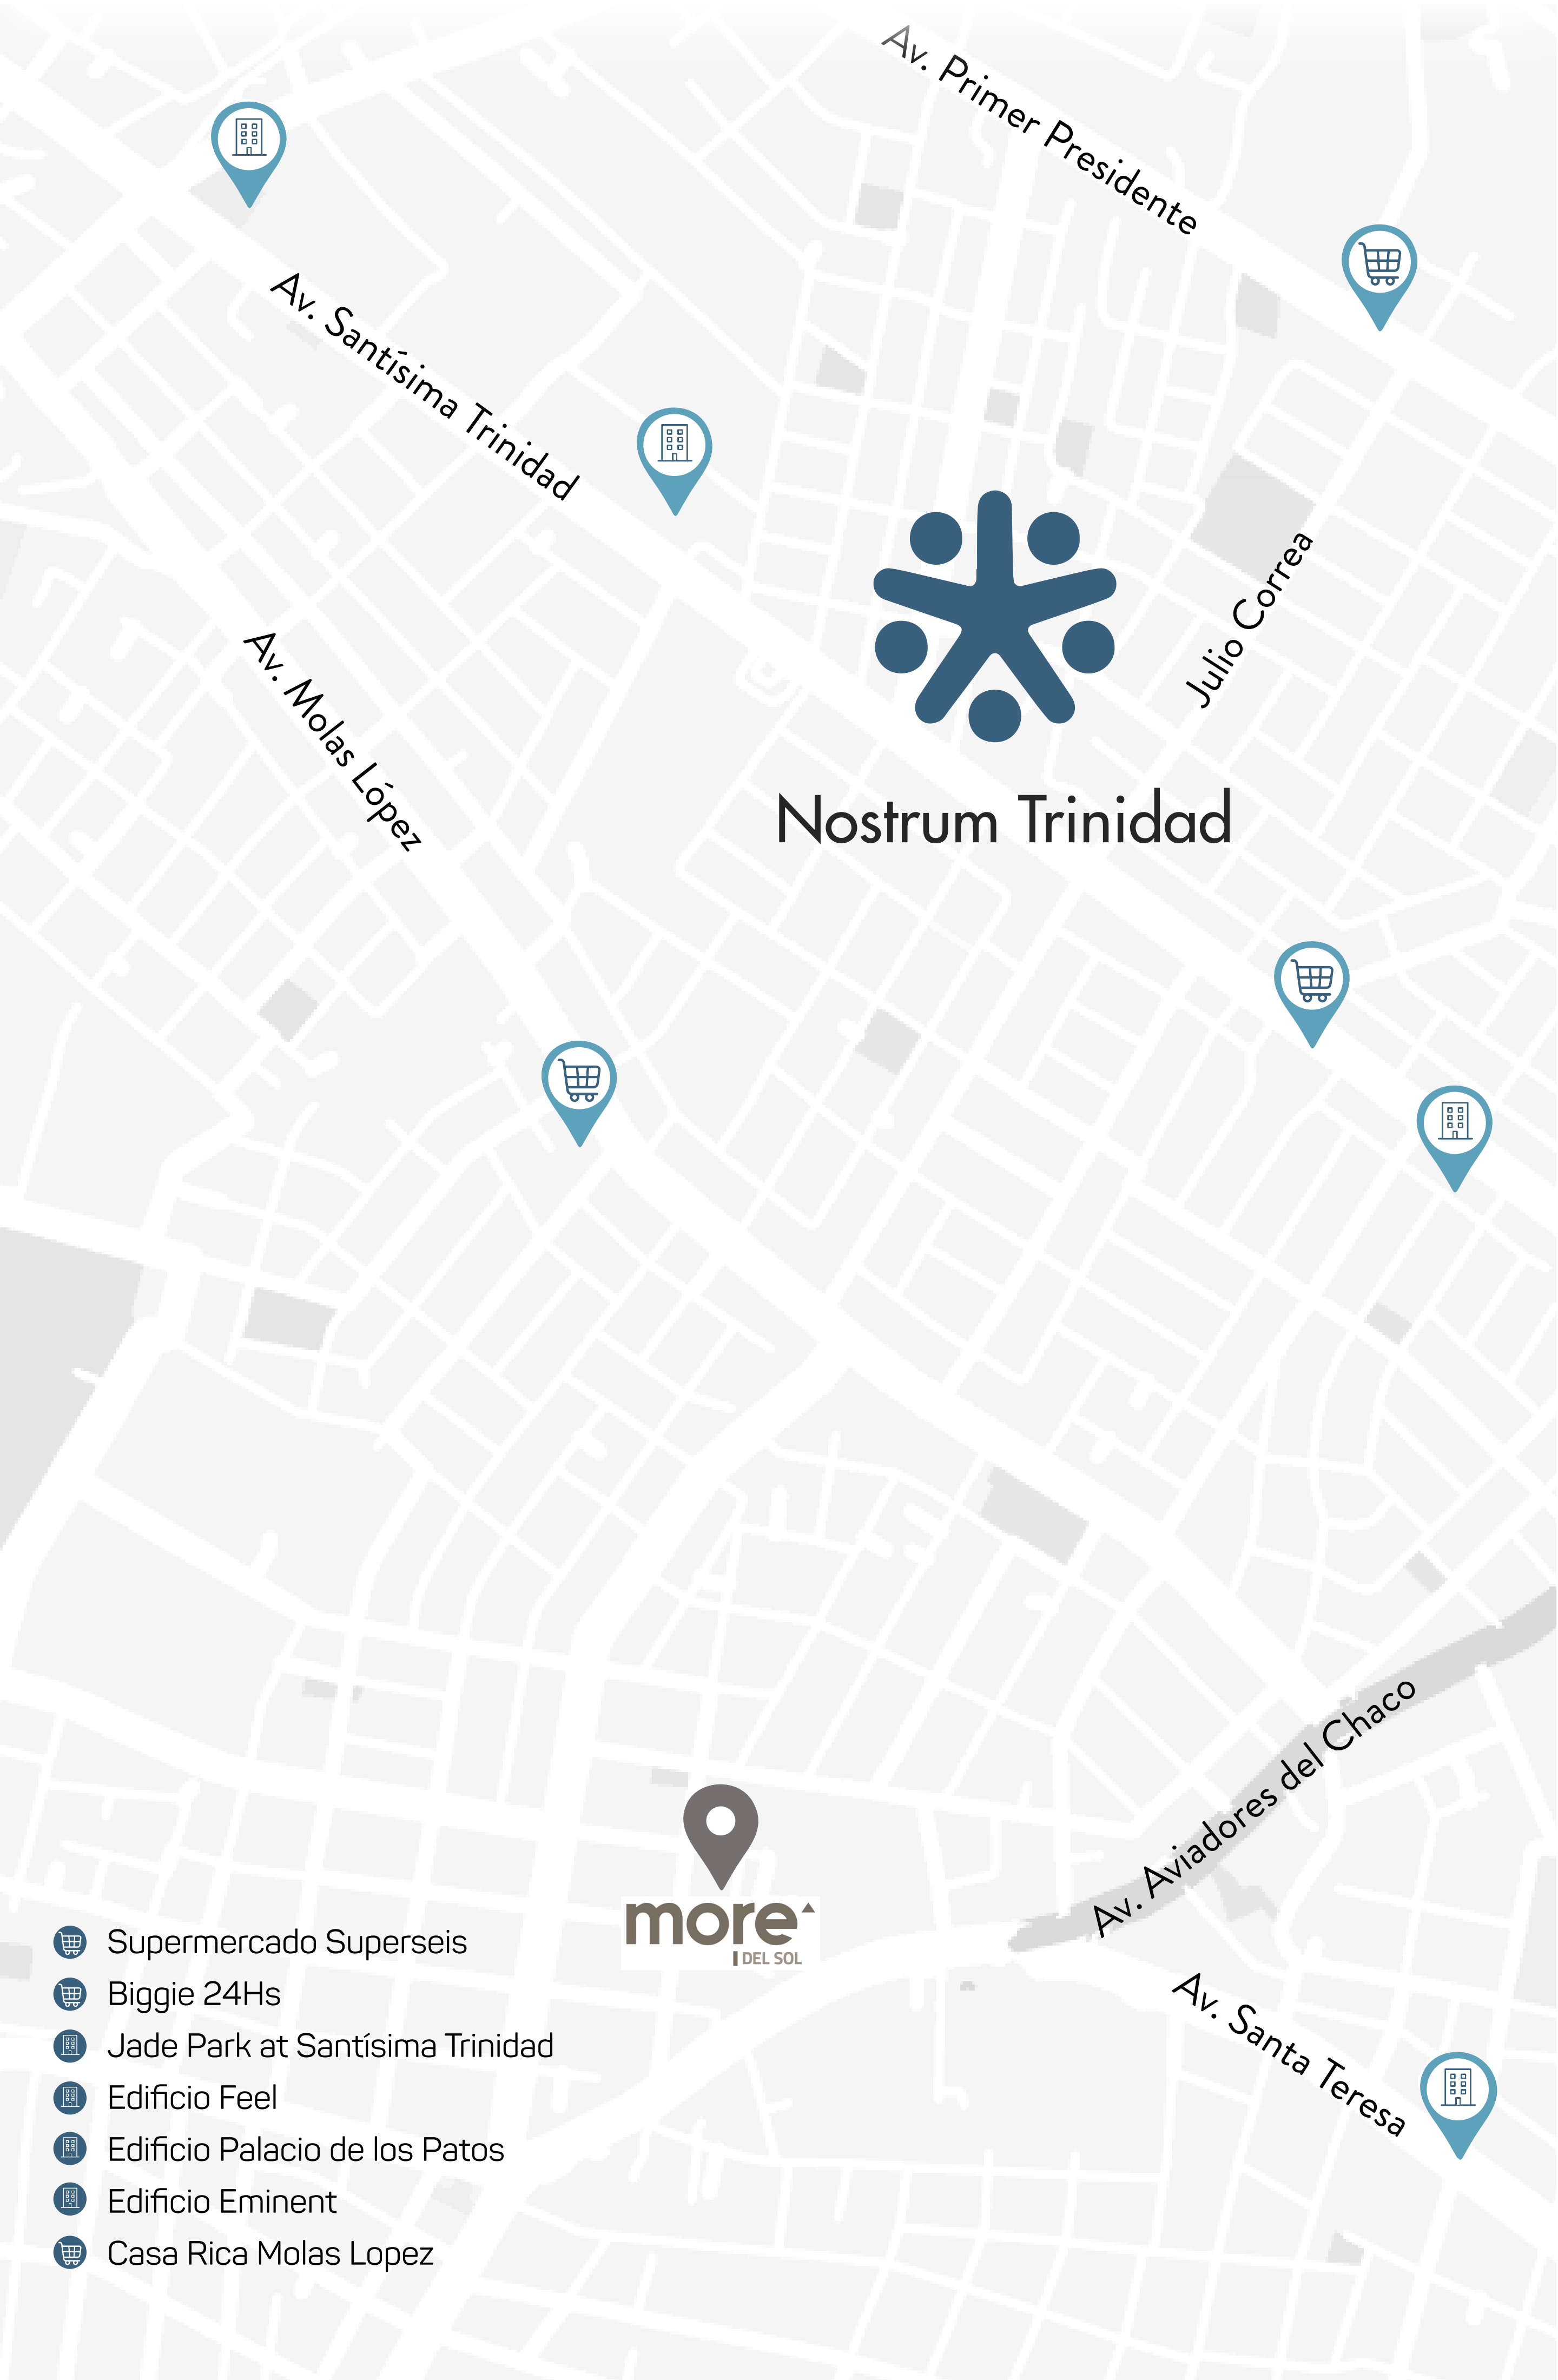 Av. Primer Presidente
Av. Santísima Trinidad
Julio Correa
Av. Molas López
Nostrum Trinidad
Av. Aviadores del Chaco
more
DEL SOL
Av. Santa Teresa
Supermercado Superseis
Biggie 24Hs
Jade Park at Santísima Trinidad
Edificio Feel
Edificio Palacio de los Patos
Edificio Eminent
Casa Rica Molas Lopez